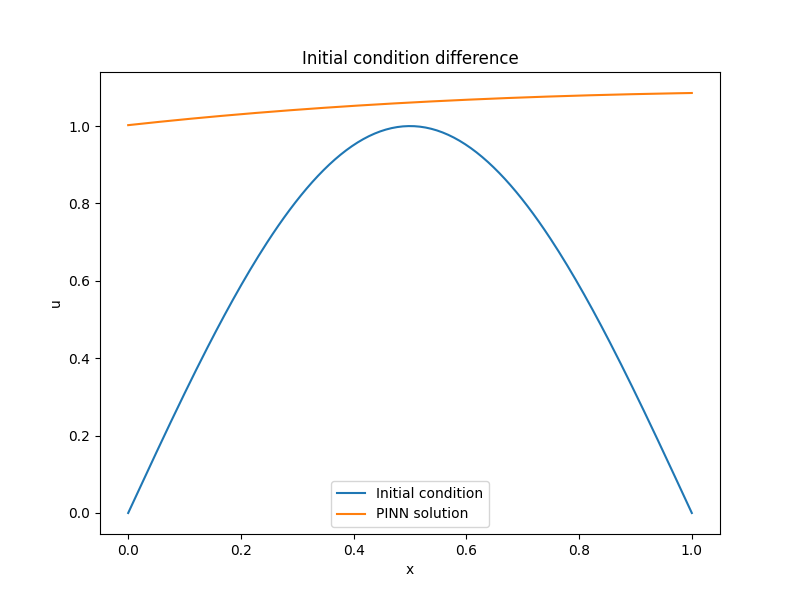 Initial condition difference
u
1.0
0.8
0.6
0.4
0.2
0.0
Initial condition
PINN solution
0.0 0.2 0.4 0.6 0.8 1.0
x